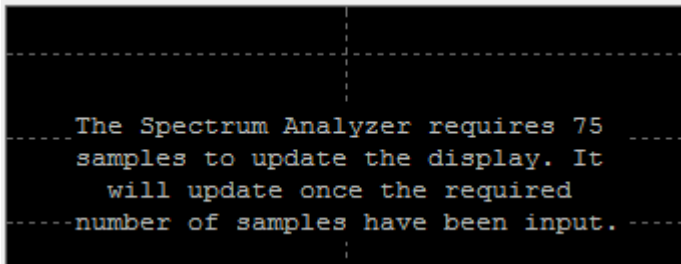 The Spectrum Analyzer requires 75
samples to update the display. It
will update once the required
number of samples have been input.